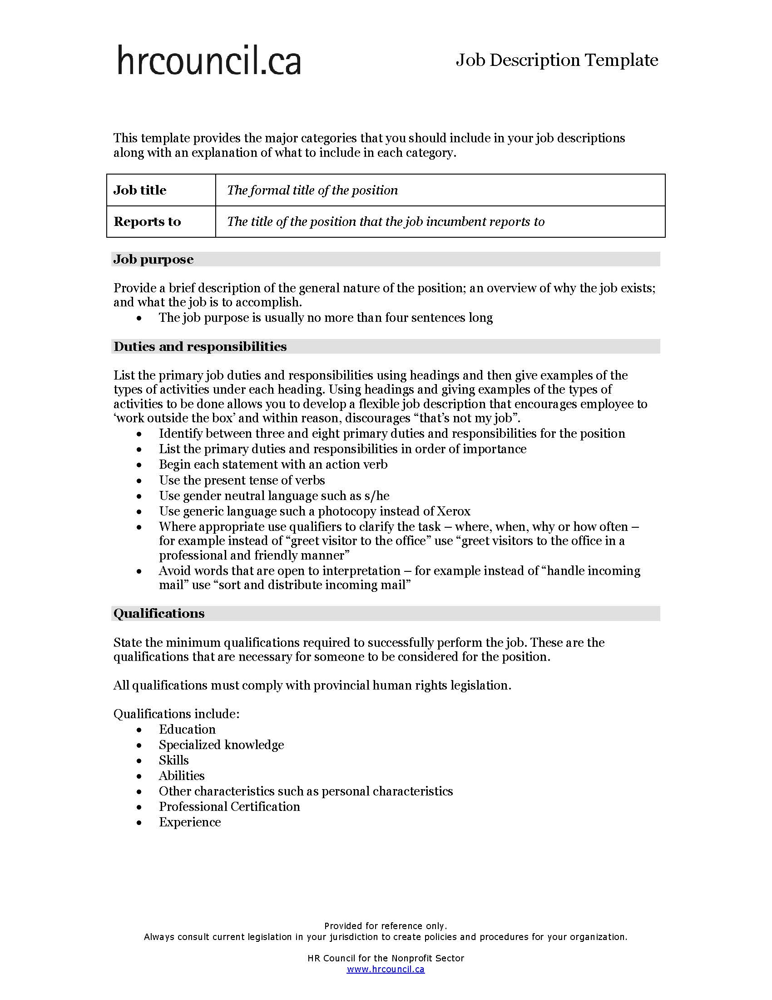 hrcouncil.ca
Job Description Template
This template provides the major categories that you should include in your job descriptions
along with an explanation of what to include in each category.
Job title
The formal title of the position
Reports to
The title of the position that the job incumbent reports to
Job purpose
Provide a brief description of the general nature of the position; an overview of why the job exists;
and what the job is to accomplish.
• The job purpose is usually no more than four sentences long
Duties and responsibilities
List the primary job duties and responsibilities using headings and then give examples of the
types of activities under each heading. Using headings and giving examples of the types of
activities to be done allows you to develop a flexible job description that encourages employee to
‘work outside the box’ and within reason, discourages “that’s not my job”.
• Identify between three and eight primary duties and responsibilities for the position
• List the primary duties and responsibilities in order of importance
• Begin each statement with an action verb
• Use the present tense of verbs
• Use gender neutral language such as s/he
• Use generic language such a photocopy instead of Xerox
• Where appropriate use qualifiers to clarify the task – where, when, why or how often –
for example instead of “greet visitor to the office” use “greet visitors to the office in a
professional and friendly manner”
• Avoid words that are open to interpretation – for example instead of “handle incoming
mail” use “sort and distribute incoming mail”
Qualifications
State the minimum qualifications required to successfully perform the job. These are the
qualifications that are necessary for someone to be considered for the position.
All qualifications must comply with provincial human rights legislation.
Qualifications include:
• Education
• Specialized knowledge
• Skills
• Abilities
• Other characteristics such as personal characteristics
• Professional Certification
• Experience
Provided for reference only.
Always consult current legislation in your jurisdiction to create policies and procedures for your organization.
HR Council for the Nonprofit Sector
www.hrcouncil.ca